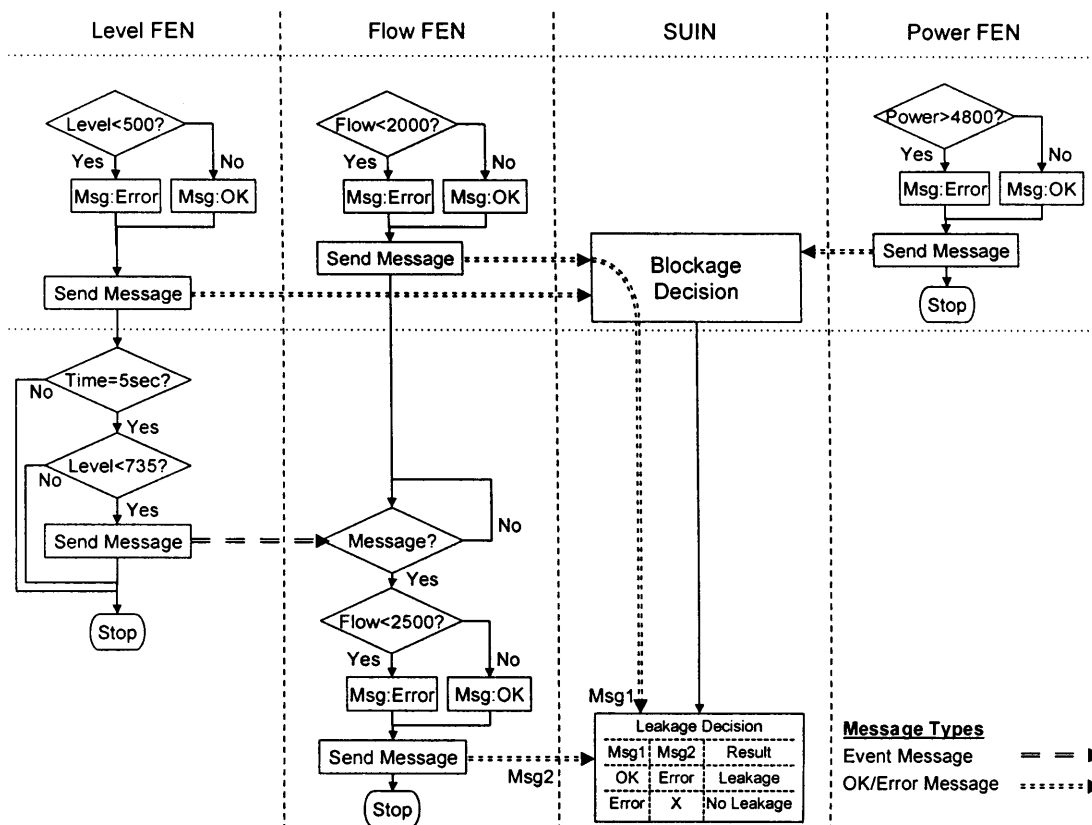 Level FEN
Flow FEN
SUIN
Power FEN
Level<500?
Yes
No
Msg:Error
Msg:OK
Send Message
Flow<2000?
Yes
No
Msg:Error
Msg:OK
Send Message
Blockage
Decision
Power>4800?
Yes
No
Msg:Error
Msg:OK
Send Message
Stop
Time=5sec?
No
Yes
Level<735?
No
Yes
Send Message
Stop
Message?
No
Yes
Flow<2500?
Yes
No
Msg:Error
Msg:OK
Send Message
Stop
Msg1
Msg2
Leakage Decision
Msg1 Msg2 Result
OK Error Leakage
Error X No Leakage
Message Types
Event Message
OK/Error Message